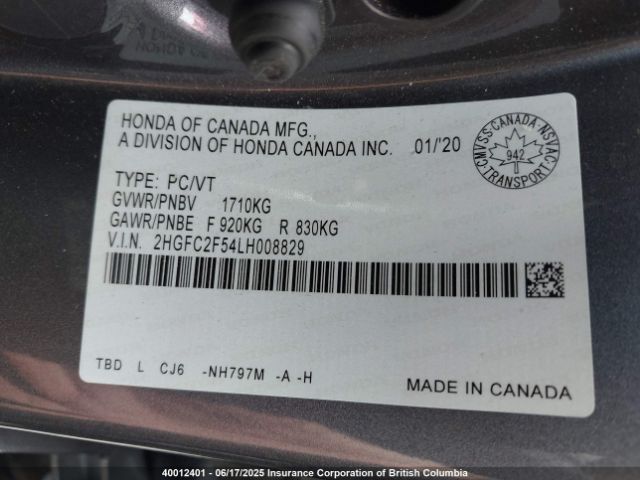 HONDA OF CANADA MFG.,
A DIVISION OF HONDA CANADA INC. 01/'20
CMVSS-CANADA-NSVAC
942
TRANSPORT
TYPE: PC/VT
GVWR/PNBV 1710KG
GAWR/PNBE F 920KG R 830KG
V.I.N. 2HGFC2F54LH008829
TBD L CJ6 -NH797M -A -H
MADE IN CANADA
40012401 - 06/17/2025 Insurance Corporation of British Columbia